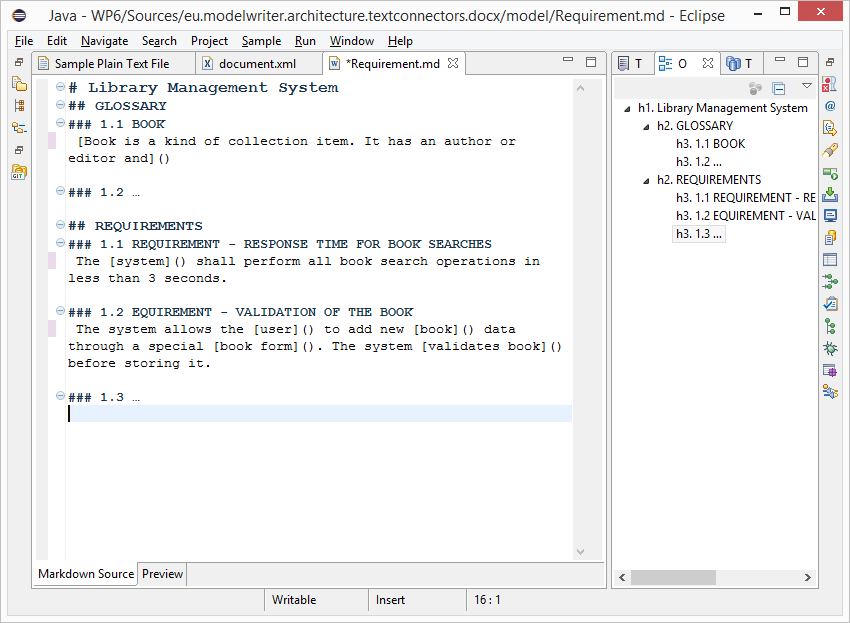 Java - WP6/Sources/eu.modelwriter.architecture.textconnectors.docx/model/Requirement.md - Eclipse
File Edit Navigate Search Project Sample Run Window Help
Sample Plain Text File document.xml *Requirement.md T O T
# Library Management System
## GLOSSARY
### 1.1 BOOK
[Book is a kind of collection item. It has an author or
editor and]()
### 1.2 …
## REQUIREMENTS
### 1.1 REQUIREMENT - RESPONSE TIME FOR BOOK SEARCHES
The [system]() shall perform all book search operations in
less than 3 seconds.
### 1.2 EQUIREMENT - VALIDATION OF THE BOOK
The system allows the [user]() to add new [book]() data
through a special [book form](). The system [validates book]()
before storing it.
### 1.3 …
h1. Library Management System
h2. GLOSSARY
h3. 1.1 BOOK
h3. 1.2 ...
h2. REQUIREMENTS
h3. 1.1 REQUIREMENT - RE
h3. 1.2 EQUIREMENT - VAL
h3. 1.3 ...
Markdown Source Preview
Writable Insert 16 : 1
GIT